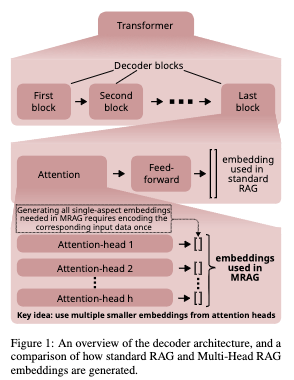 Transformer
Decoder blocks
First
block
Second
block
Last
block
Attention
Feed-
forward
embedding
used in
standard
RAG
Generating all single-aspect embeddings
needed in MRAG requires encoding the
corresponding input data once
Attention-head 1
Attention-head 2
Attention-head h
embeddings
used in
MRAG
Key idea: use multiple smaller embeddings from attention heads
Figure 1: An overview of the decoder architecture, and a
comparison of how standard RAG and Multi-Head RAG
embeddings are generated.